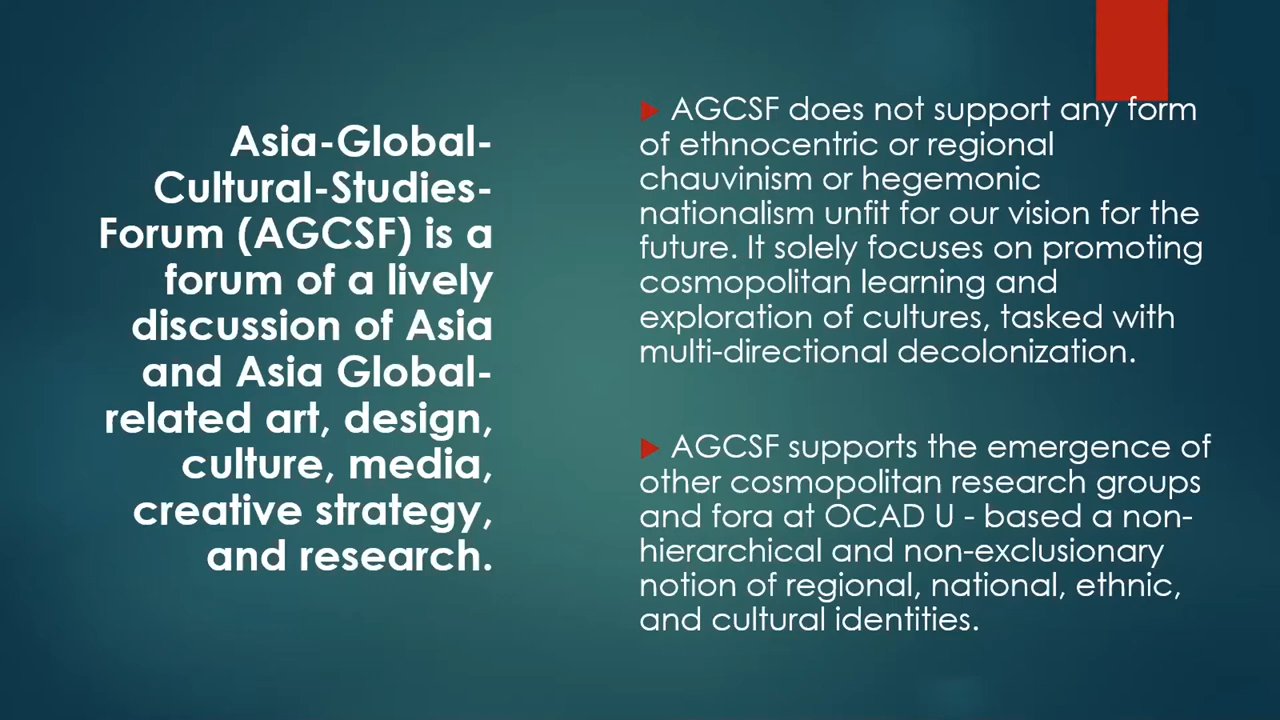 Asia-Global-
Cultural-Studies-
Forum (AGCSF) is a
forum of a lively
discussion of Asia
and Asia Global-
related art, design,
culture, media,
creative strategy,
and research.
AGCSF does not support any form
of ethnocentric or regional
chauvinism or hegemonic
nationalism unfit for our vision for the
future. It solely focuses on promoting
cosmopolitan learning and
exploration of cultures, tasked with
multi-directional decolonization.
AGCSF supports the emergence of
other cosmopolitan research groups
and fora at OCAD U - based a non-
hierarchical and non-exclusionary
notion of regional, national, ethnic,
and cultural identities.